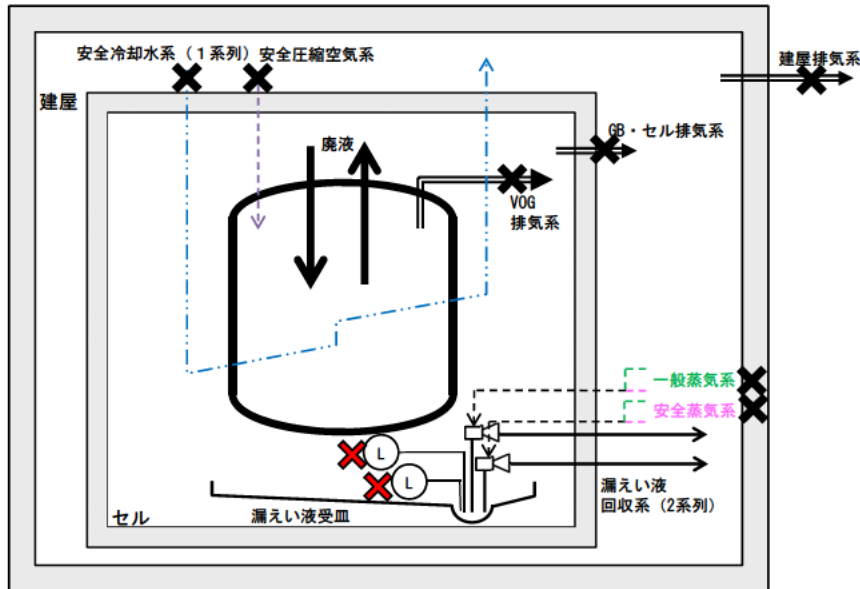 安全冷却水系（１系列）安全圧縮空気系
建屋排気系
建屋
GB・セル排気系
廃液
VOG
排気系
一般蒸気系
安全蒸気系
L
L
漏えい液
回収系（2系列）
漏えい液受皿
セル